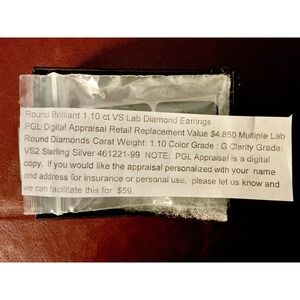 Round Brilliant 1.10 ct VS Lab Diamond Earrings
PGL Digital Appraisal Retail Replacement Value $4,850 Multiple Lab
Round Diamonds Carat Weight: 1.10 Color Grade : G Clarity Grade:
VS2 Sterling Silver 461221-99 NOTE: PGL Appraisal is a digital
copy. If you would like the appraisal personalized with your name
and address for insurance or personal use, please let us know and
we can facilitate this for $59.